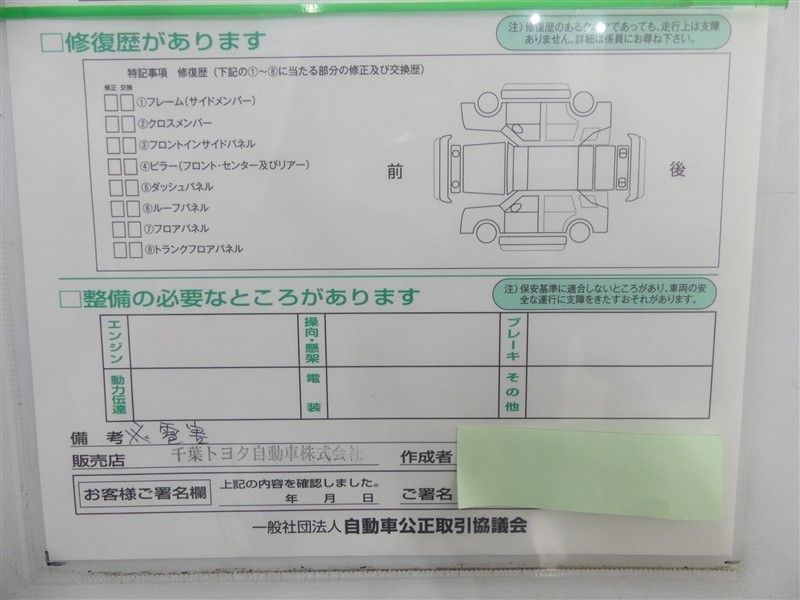 □修復歴があります
注）修復歴のあるクルマであっても、走行上は支障
ありません。詳細は係員にお尋ね下さい。
特記事項 修復歴（下記の①～⑧に当たる部分の修正及び交換歴）
修正 交換
①フレーム（サイドメンバー）
②クロスメンバー
③フロントインサイドパネル
④ピラー（フロント・センター及びリアー）
⑤ダッシュパネル
⑥ルーフパネル
⑦フロアパネル
⑧トランクフロアパネル
前
後
□整備の必要なところがあります
注）保安基準に適合しないところがあり、車両の安
全な運行に支障をきたすおそれがあります。
エンジン
操向・懸架
ブレーキ
動力伝達
電装
その他
備 考 ※雹害
販売店 千葉トヨタ自動車株式会社 作成者
お客様ご署名欄
上記の内容を確認しました。
年 月 日
ご署名
一般社団法人 自動車公正取引協議会